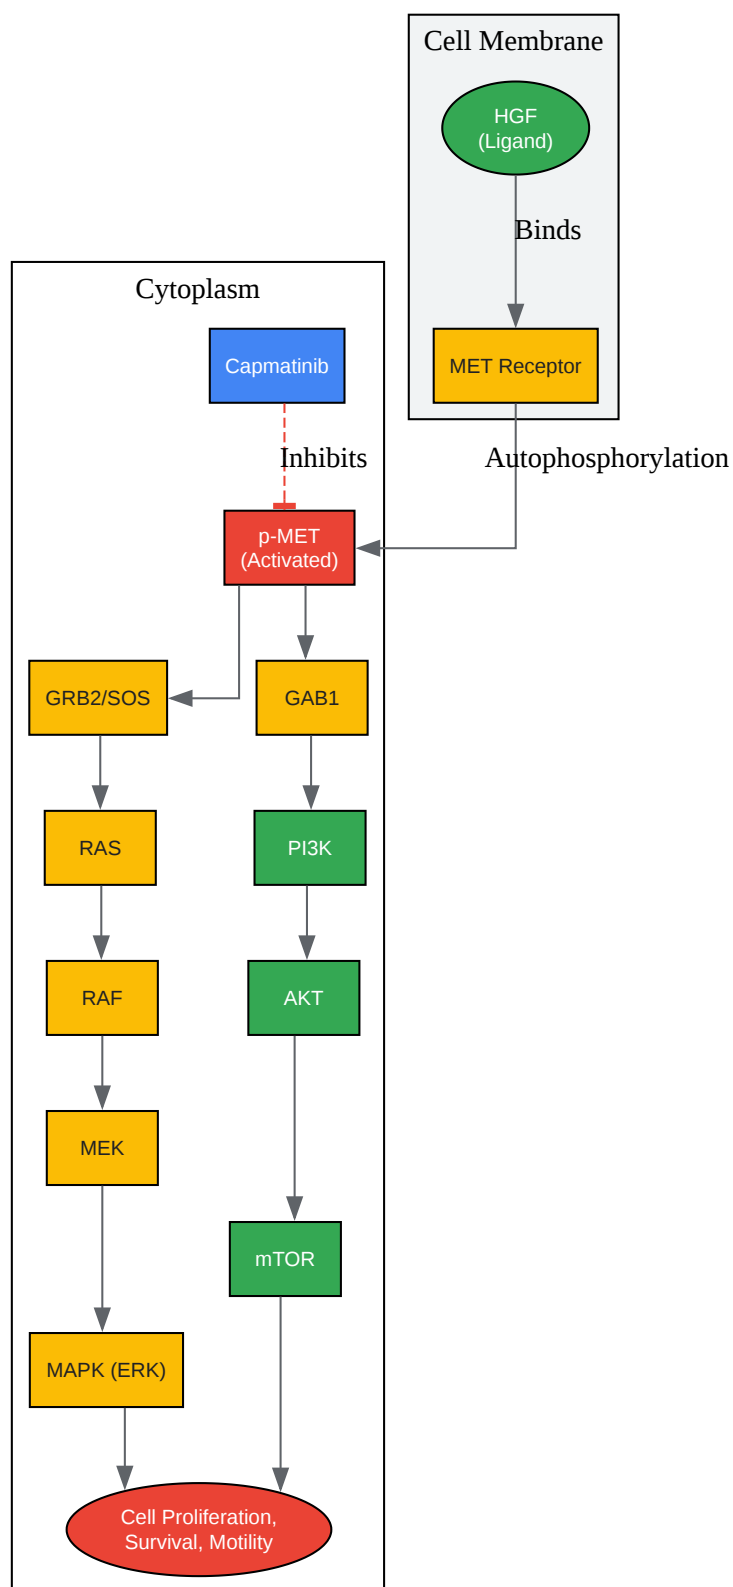 Cell Membrane
HGF
(Ligand)
Binds
Cytoplasm
Capmatinib
MET Receptor
Inhibits
Autophosphorylation
p-MET
(Activated)
GRB2/SOS
GAB1
RAS
PI3K
RAF
AKT
MEK
mTOR
MAPK (ERK)
Cell Proliferation,
Survival, Motility